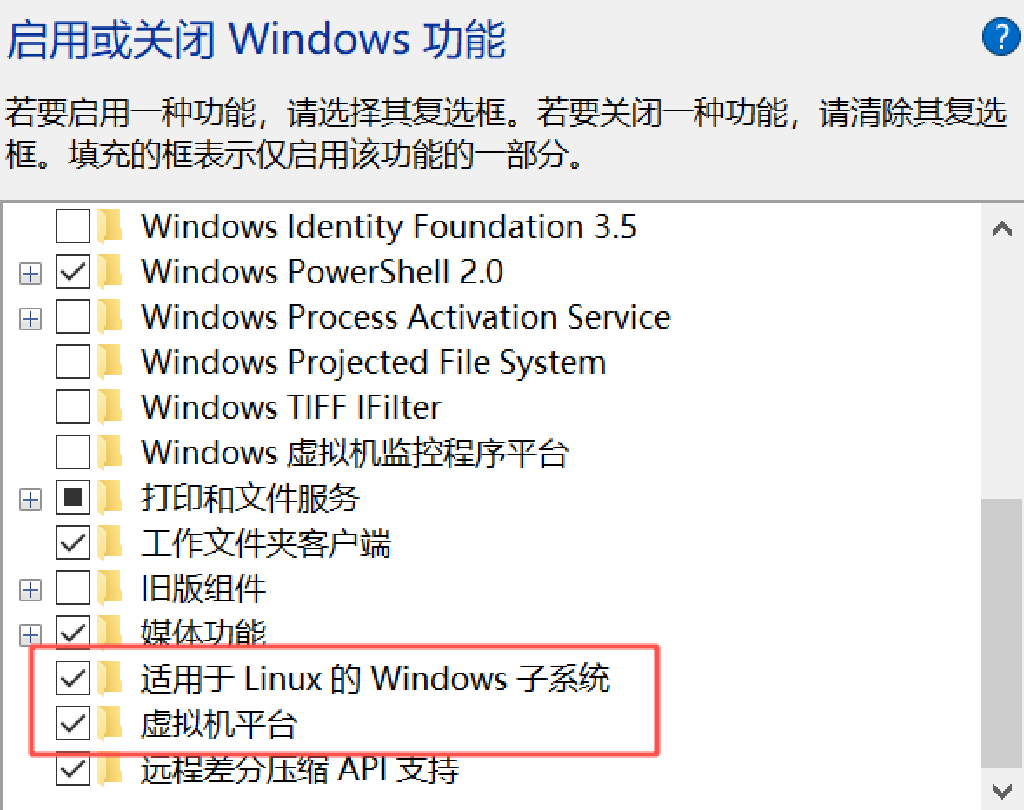 启用或关闭 Windows 功能
?
若要启用一种功能，请选择其复选框。若要关闭一种功能，请清除其复选
框。填充的框表示仅启用该功能的一部分。
Windows Identity Foundation 3.5
Windows PowerShell 2.0
Windows Process Activation Service
Windows Projected File System
Windows TIFF IFilter
Windows 虚拟机监控程序平台
打印和文件服务
工作文件夹客户端
旧版组件
媒体功能
适用于 Linux 的 Windows 子系统
虚拟机平台
远程差分压缩 API 支持